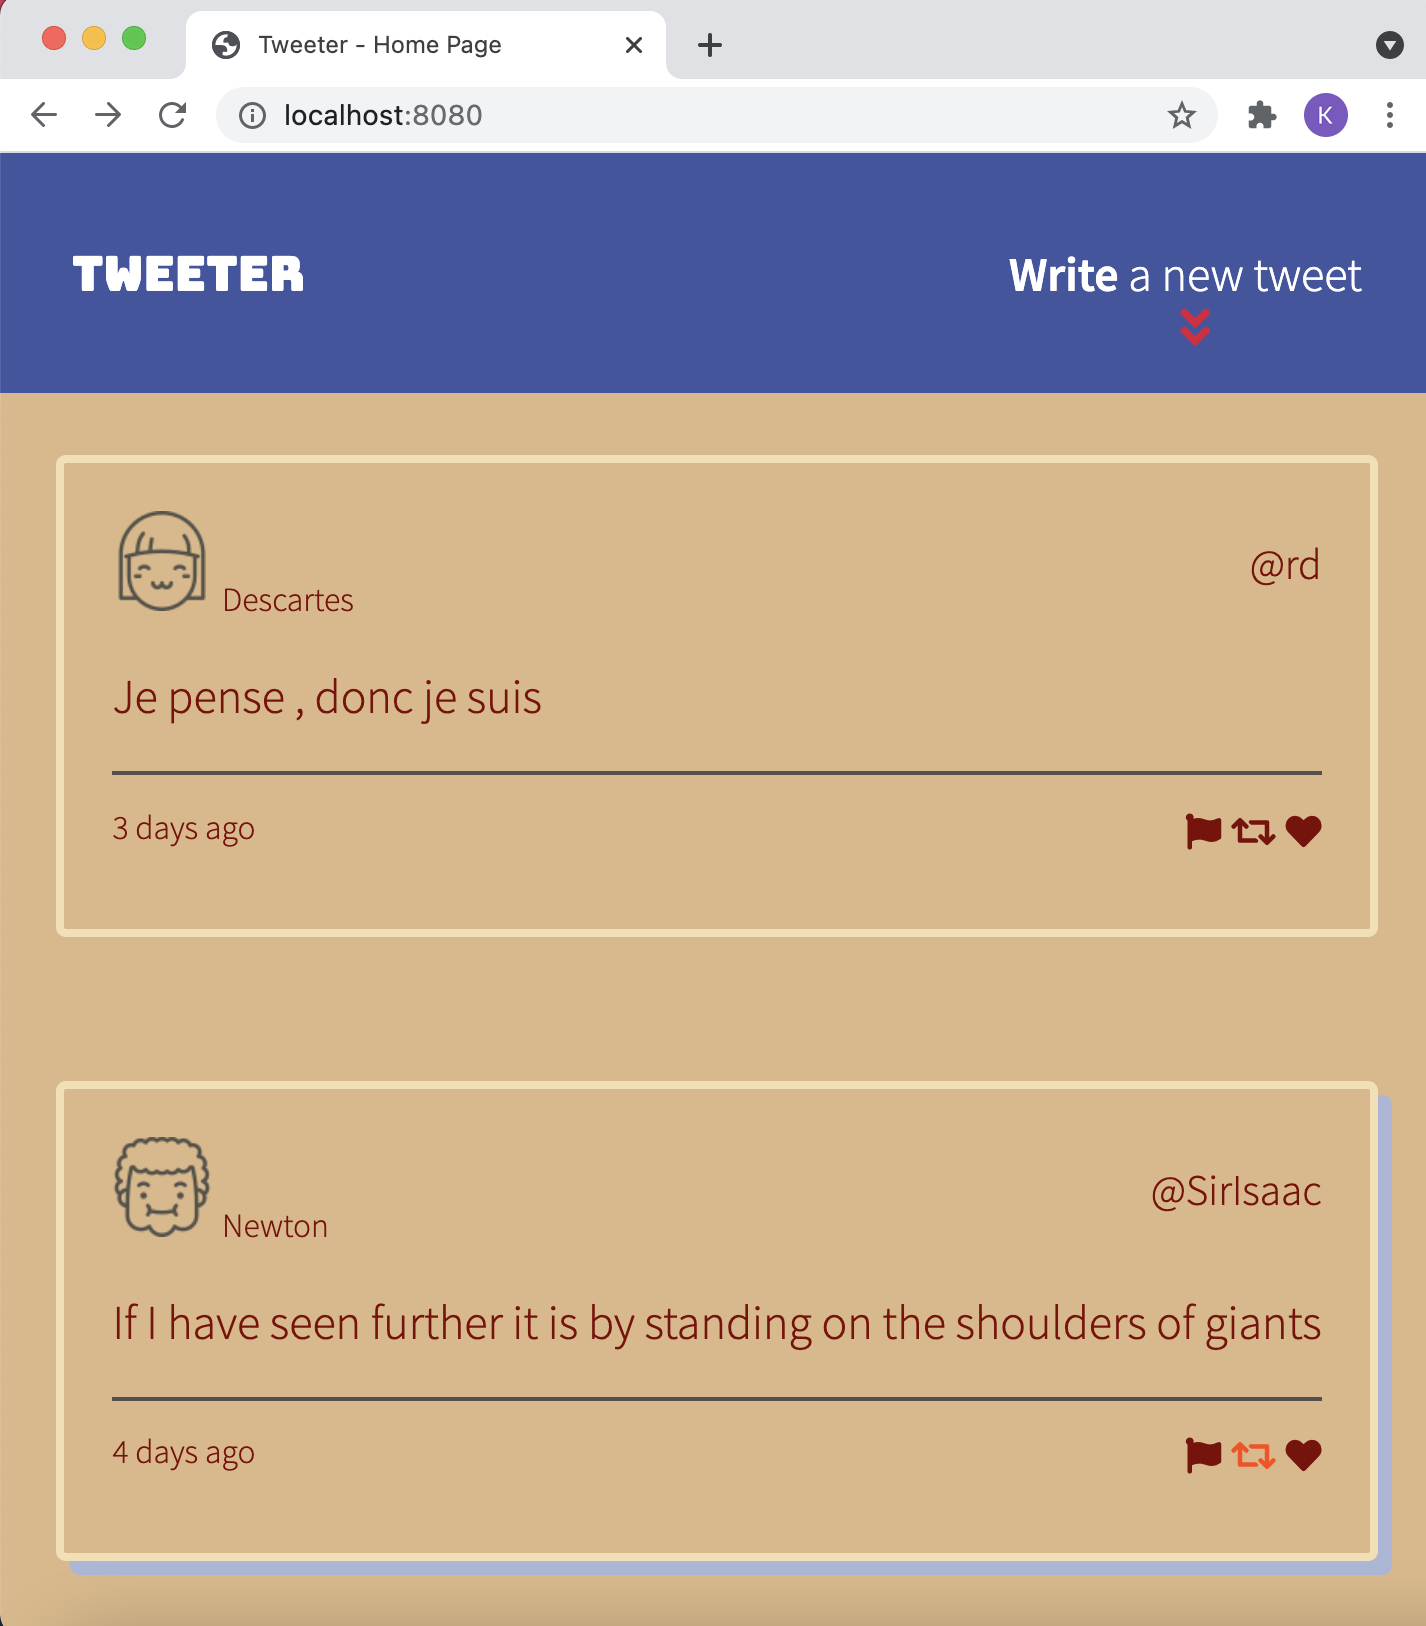 Tweeter - Home Page
localhost:8080
K
TWEETER
Write a new tweet
Descartes
@rd
Je pense , donc je suis
3 days ago
Newton
@SirIsaac
If I have seen further it is by standing on the shoulders of giants
4 days ago